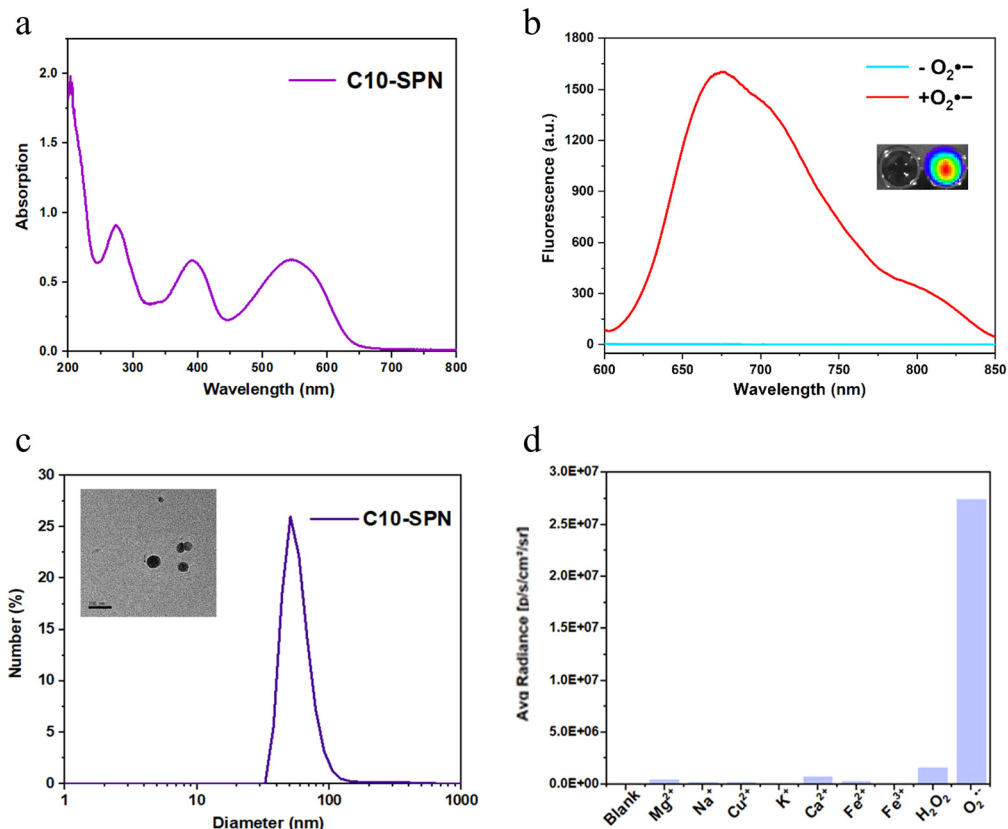 a
2.0
1.5
1.0
0.5
0.0
Absorption
C10-SPN
200 300 400 500 600 700 800
Wavelength (nm)
b
1800
1500
1200
900
600
300
0
Fluorescence (a.u.)
- O₂•−
+O₂•−
600 650 700 750 800 850
Wavelength (nm)
c
30
25
20
15
10
5
0
Number (%)
C10-SPN
1 10 100 1000
Diameter (nm)
d
3.0E+07
2.5E+07
2.0E+07
1.5E+07
1.0E+07
5.0E+06
0.0E+00
Avg Radiance [p/s/cm²/sr]
Blank Mg²⁺ Na⁺ Cu²⁺ K⁺ Ca²⁺ Fe²⁺ Fe³⁺ H₂O₂ O₂•−